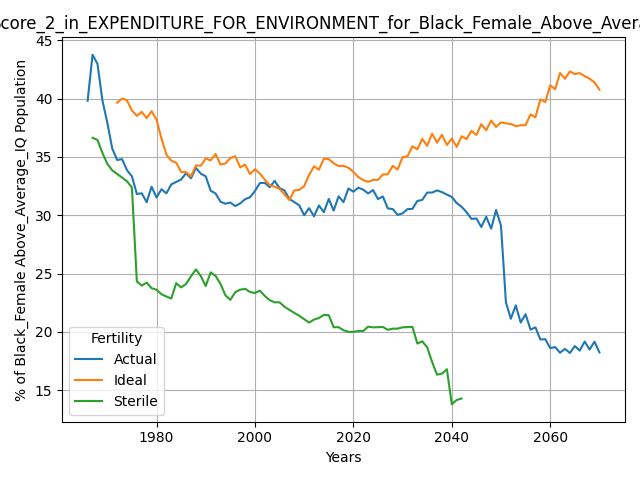 score_2_in_EXPENDITURE_FOR_ENVIRONMENT_for_Black_Female_Above_Avera
% of Black_Female Above_Average_IQ Population
45
40
35
30
25
20
15
Fertility
Actual
Ideal
Sterile
1980
2000
2020
2040
2060
Years